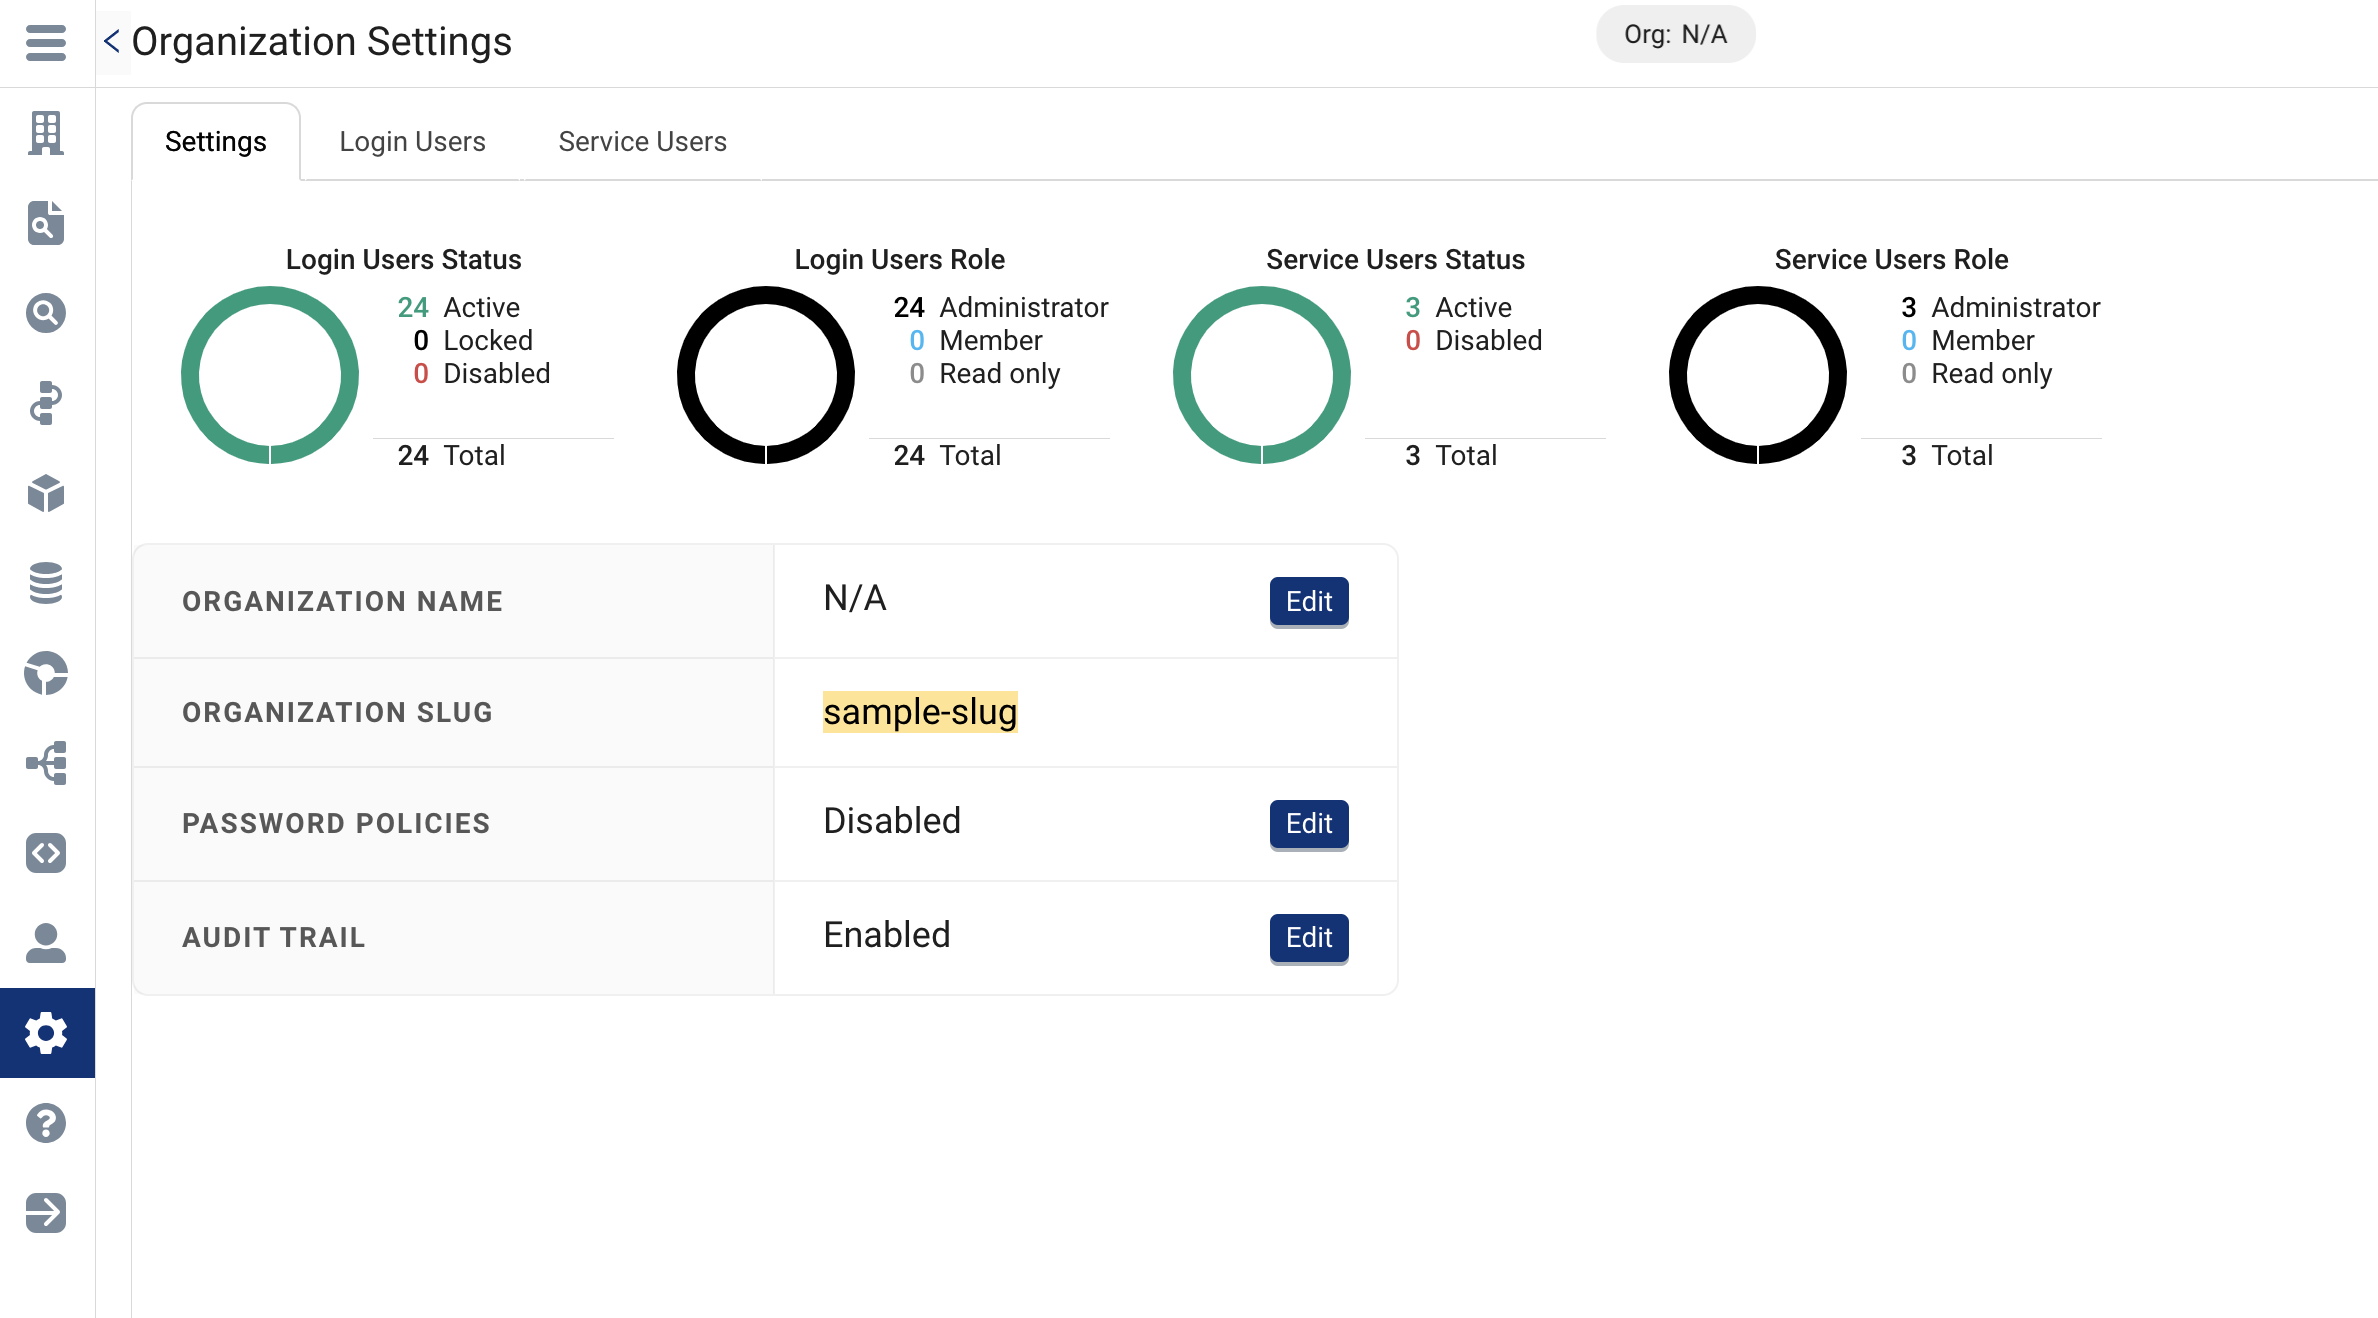 Organization Settings
Org: N/A
Settings
Login Users
Service Users
Login Users Status
24 Active
0 Locked
0 Disabled
24 Total
Login Users Role
24 Administrator
0 Member
0 Read only
24 Total
Service Users Status
3 Active
0 Disabled
3 Total
Service Users Role
3 Administrator
0 Member
0 Read only
3 Total
ORGANIZATION NAME
N/A
Edit
ORGANIZATION SLUG
sample-slug
PASSWORD POLICIES
Disabled
Edit
AUDIT TRAIL
Enabled
Edit